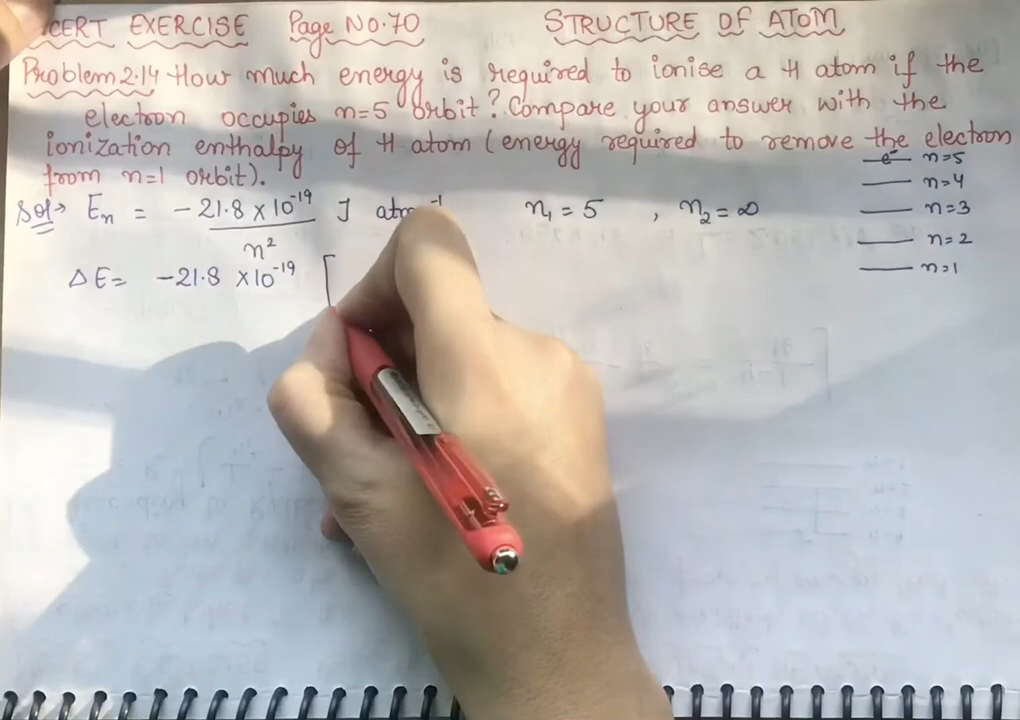 CERT EXERCISE Page No.70 STRUCTURE OF ATOM
Problem 2.14 How much energy is required to ionise a H atom if the
electron occupies n=5 orbit? Compare your answer with the
ionization enthalpy of H atom (energy required to remove the electron
from n=1 orbit).
e⁻ n=5
n=4
n=3
n=2
n=1
Sol→ En = -21.8 × 10⁻¹⁹ / n² J atom⁻¹ n₁ = 5 , n₂ = ∞
ΔE = -21.8 × 10⁻¹⁹ [